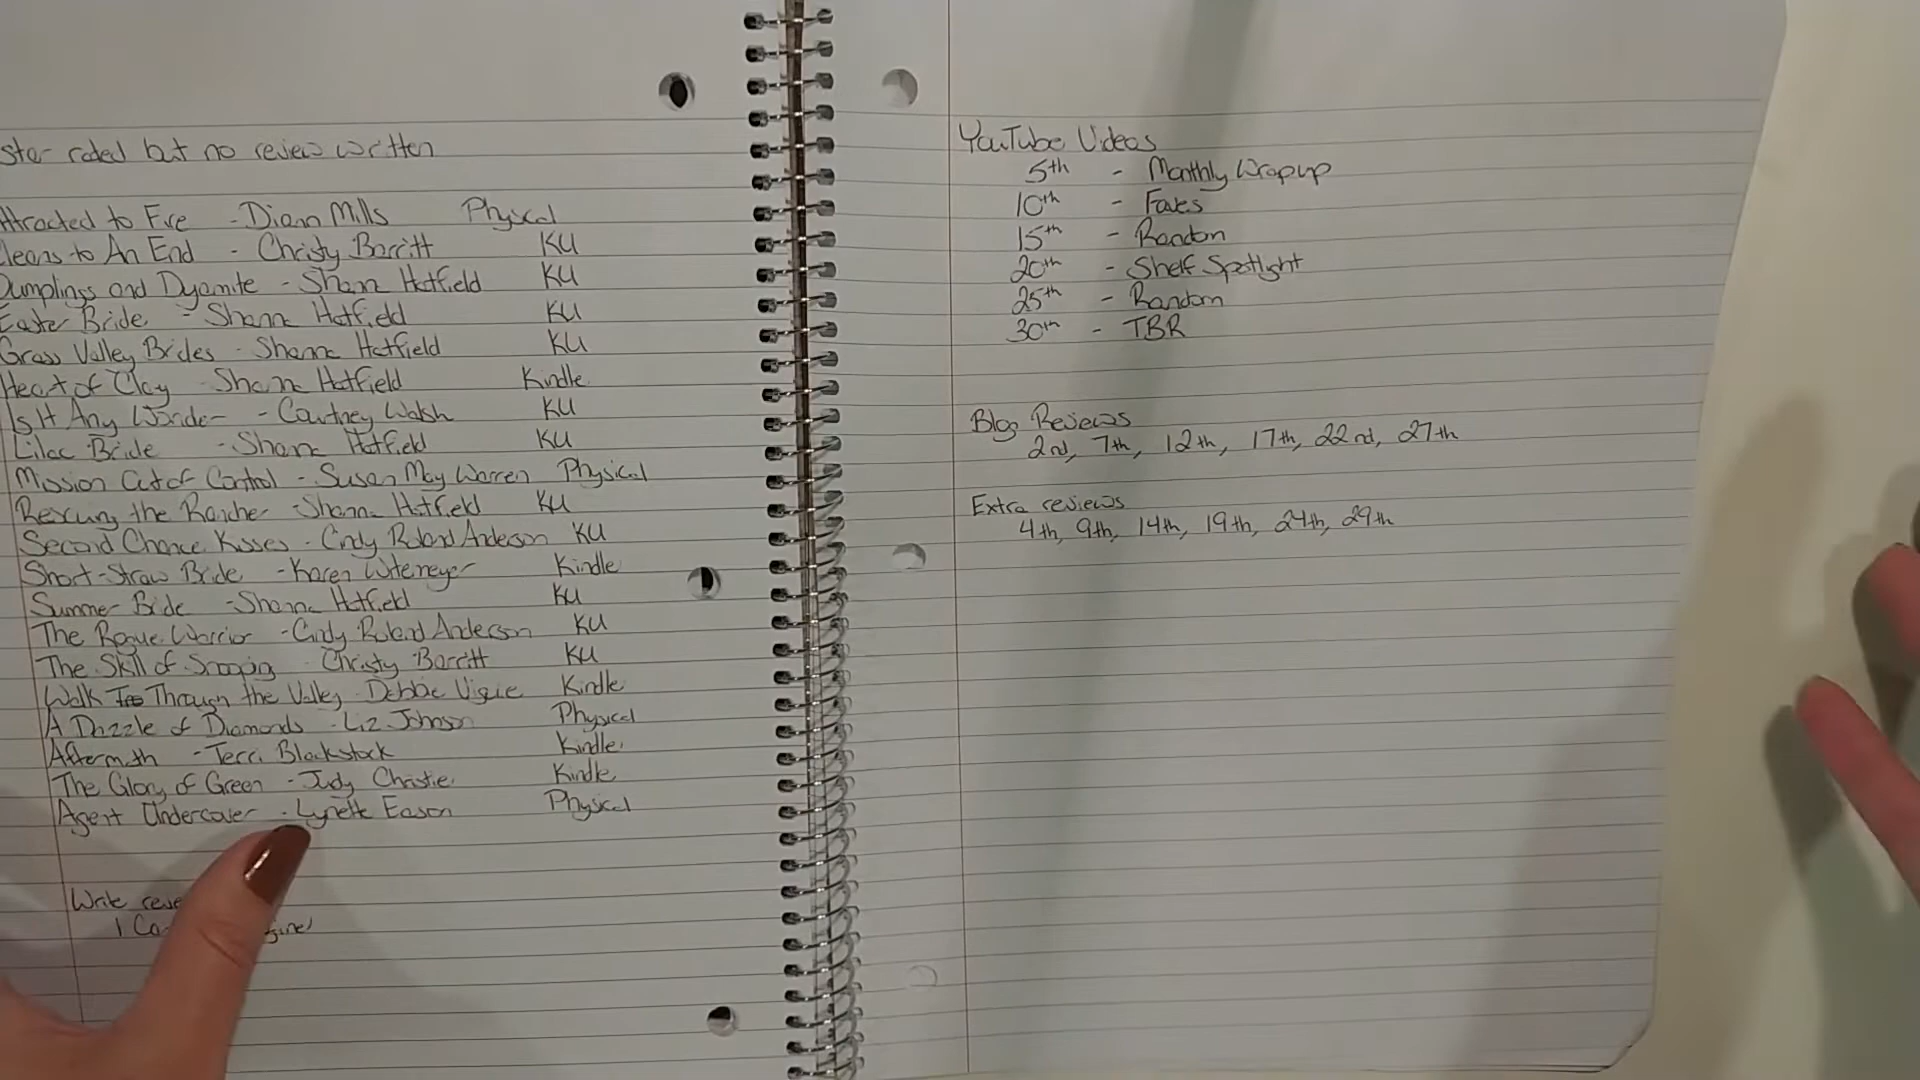 star rated but no review written
Attracted to Fire - Diann Mills Physical
Means to An End - Christy Barritt KU
Dumplings and Dynamite - Shanna Hatfield KU
Easter Bride - Shanna Hatfield KU
Grass Valley Brides - Shanna Hatfield KU
Heart of Clay - Shanna Hatfield Kindle
Is It Any Wonder - Courtney Walsh KU
Lilac Bride - Shanna Hatfield KU
Mission Out of Control - Susan May Warren Physical
Rescuing the Rancher - Shanna Hatfield KU
Second Chance Kisses - Cindy Roland Anderson KU
Short-Straw Bride - Karen Witemeyer Kindle
Summer Bride - Shanna Hatfield KU
The Rogue Warrior - Cindy Roland Anderson KU
The Skill of Snooping - Christy Barritt KU
Walk Through the Valley - Debbie Viguie Kindle
A Dazzle of Diamonds - Liz Johnson Physical
Aftermath - Terri Blackstock Kindle
The Glory of Green - Judy Christie Kindle
Agent Undercover - Lynette Eason Physical
Write
1
YouTube Videos
5th - Monthly Wrapup
10th - Faves
15th - Random
20th - Shelf Spotlight
25th - Random
30th - TBR
Blog Reviews
2nd, 7th, 12th, 17th, 22nd, 27th
Extra reviews
4th, 9th, 14th, 19th, 24th, 29th